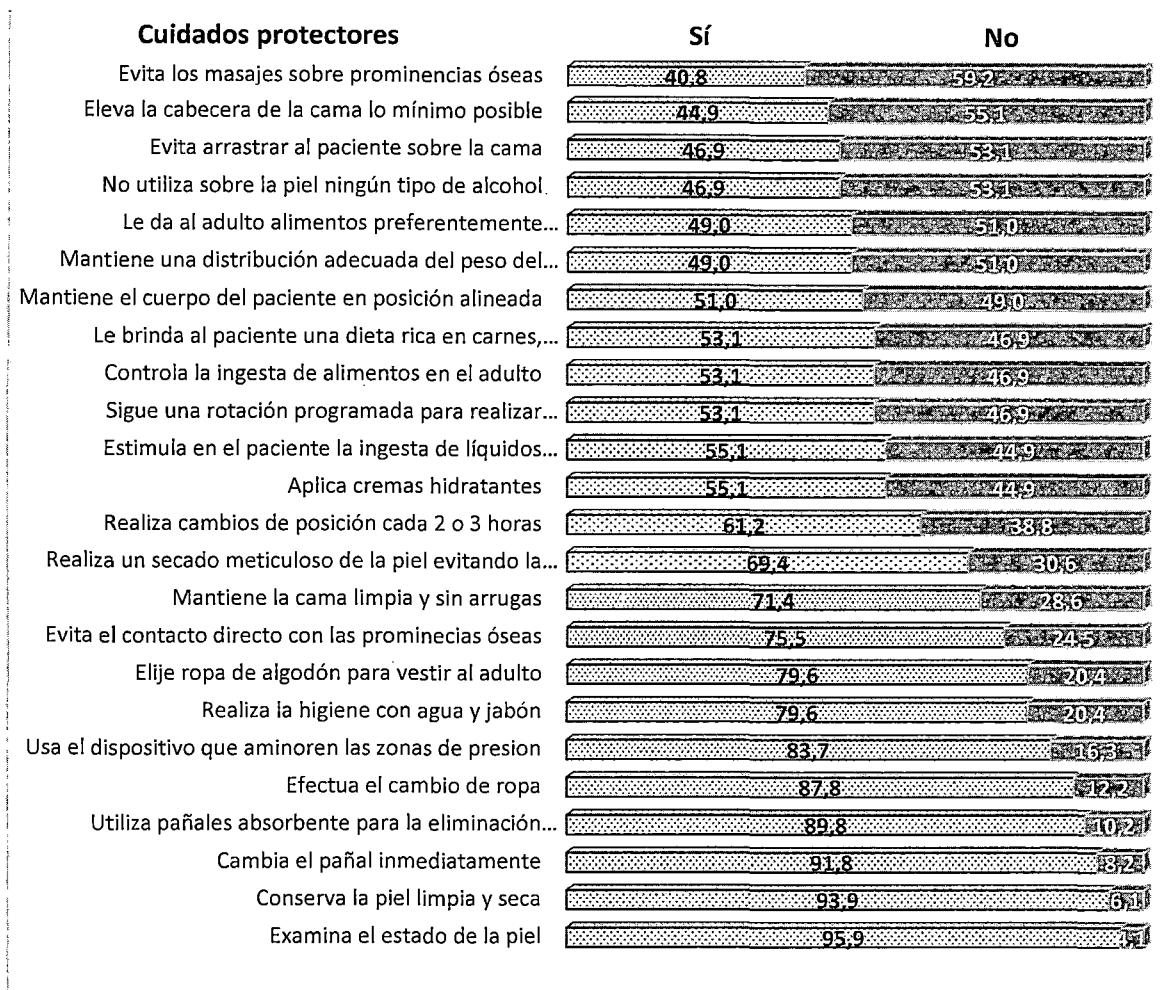 Cuidados protectores Sí No
Evita los masajes sobre prominencias óseas 40,8 59,2
Eleva la cabecera de la cama lo mínimo posible 44,9 55,1
Evita arrastrar al paciente sobre la cama 46,9 53,1
No utiliza sobre la piel ningún tipo de alcohol 46,9 53,1
Le da al adulto alimentos preferentemente... 49,0 51,0
Mantiene una distribución adecuada del peso del... 49,0 51,0
Mantiene el cuerpo del paciente en posición alineada 51,0 49,0
Le brinda al paciente una dieta rica en carnes,... 53,1 46,9
Controla la ingesta de alimentos en el adulto 53,1 46,9
Sigue una rotación programada para realizar... 53,1 46,9
Estimula en el paciente la ingesta de líquidos... 55,1 44,9
Aplica cremas hidratantes 55,1 44,9
Realiza cambios de posición cada 2 o 3 horas 61,2 38,8
Realiza un secado meticuloso de la piel evitando la... 69,4 30,6
Mantiene la cama limpia y sin arrugas 71,4 28,6
Evita el contacto directo con las prominecias óseas 75,5 24,5
Elije ropa de algodón para vestir al adulto 79,6 20,4
Realiza la higiene con agua y jabón 79,6 20,4
Usa el dispositivo que aminoren las zonas de presion 83,7 16,3
Efectua el cambio de ropa 87,8 12,2
Utiliza pañales absorbente para la eliminación... 89,8 10,2
Cambia el pañal inmediatamente 91,8 8,2
Conserva la piel limpia y seca 93,9 6,1
Examina el estado de la piel 95,9 4,1